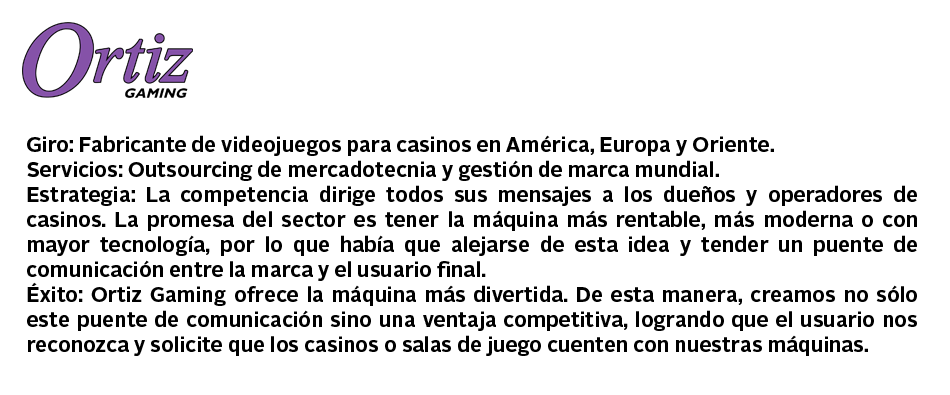 Ortiz
GAMING
Giro: Fabricante de videojuegos para casinos en América, Europa y Oriente.
Servicios: Outsourcing de mercadotecnia y gestión de marca mundial.
Estrategia: La competencia dirige todos sus mensajes a los dueños y operadores de
casinos. La promesa del sector es tener la máquina más rentable, más moderna o con
mayor tecnología, por lo que había que alejarse de esta idea y tender un puente de
comunicación entre la marca y el usuario final.
Éxito: Ortiz Gaming ofrece la máquina más divertida. De esta manera, creamos no sólo
este puente de comunicación sino una ventaja competitiva, logrando que el usuario nos
reconozca y solicite que los casinos o salas de juego cuenten con nuestras máquinas.